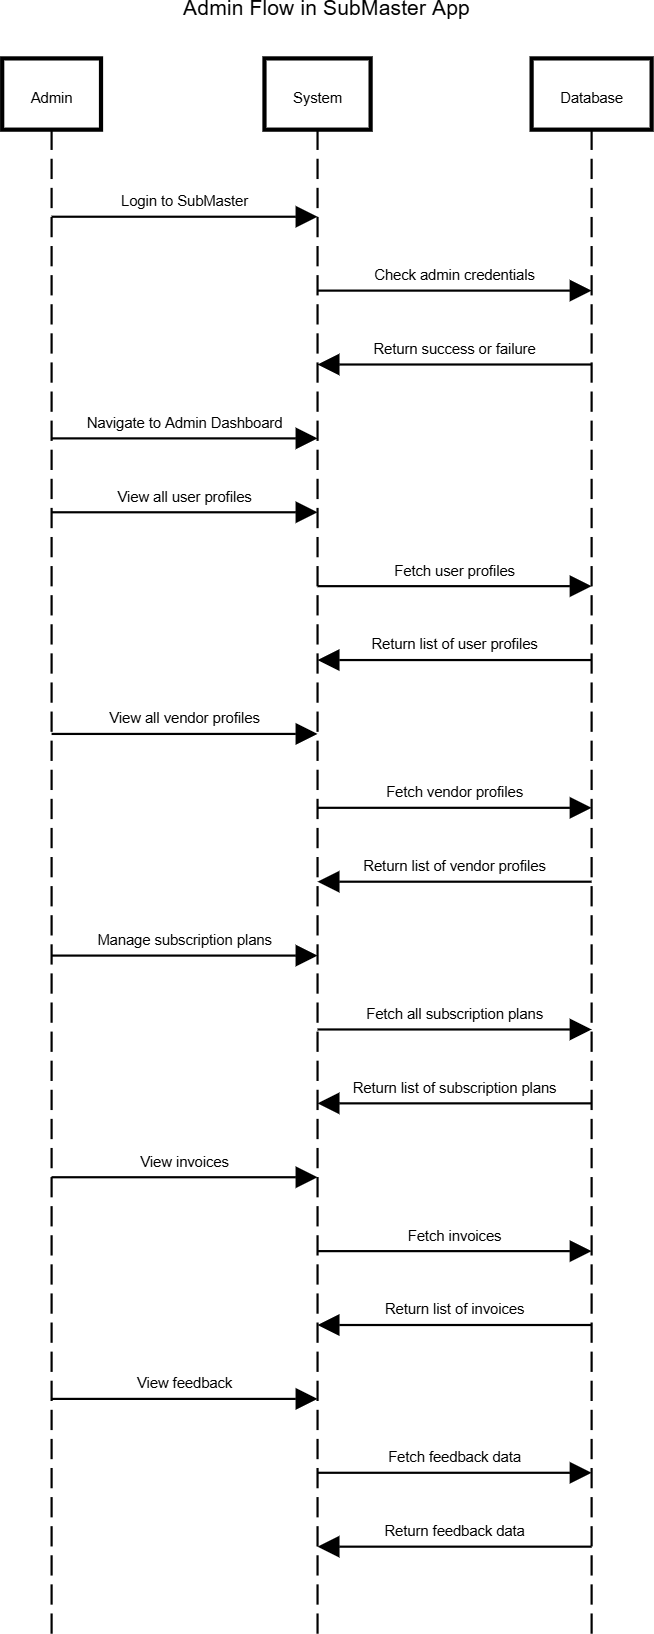 Admin Flow in SubMaster App
Admin
System
Database
Login to SubMaster
Check admin credentials
Return success or failure
Navigate to Admin Dashboard
View all user profiles
Fetch user profiles
Return list of user profiles
View all vendor profiles
Fetch vendor profiles
Return list of vendor profiles
Manage subscription plans
Fetch all subscription plans
Return list of subscription plans
View invoices
Fetch invoices
Return list of invoices
View feedback
Fetch feedback data
Return feedback data